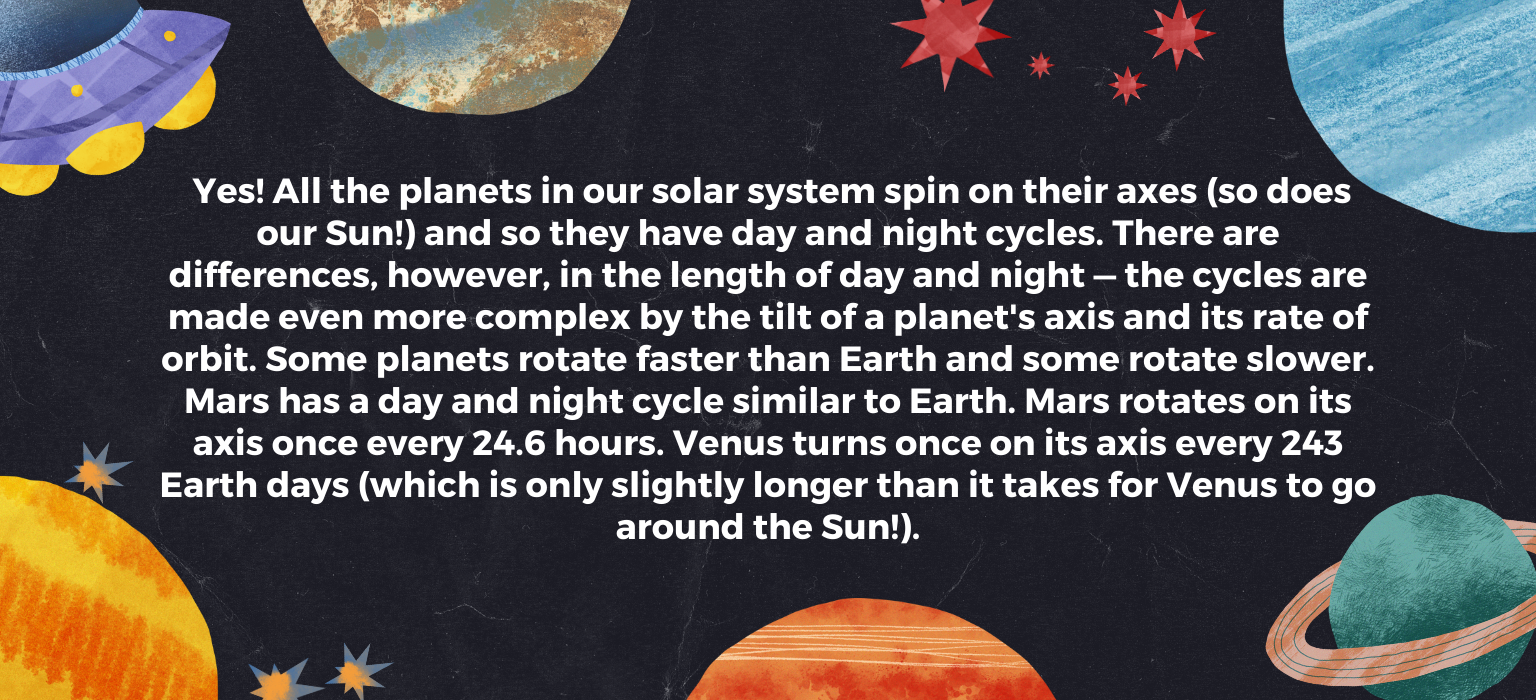 Yes! All the planets in our solar system spin on their axes (so does
our Sun!) and so they have day and night cycles. There are
differences, however, in the length of day and night — the cycles are
made even more complex by the tilt of a planet's axis and its rate of
orbit. Some planets rotate faster than Earth and some rotate slower.
Mars has a day and night cycle similar to Earth. Mars rotates on its
axis once every 24.6 hours. Venus turns once on its axis every 243
Earth days (which is only slightly longer than it takes for Venus to go
around the Sun!).